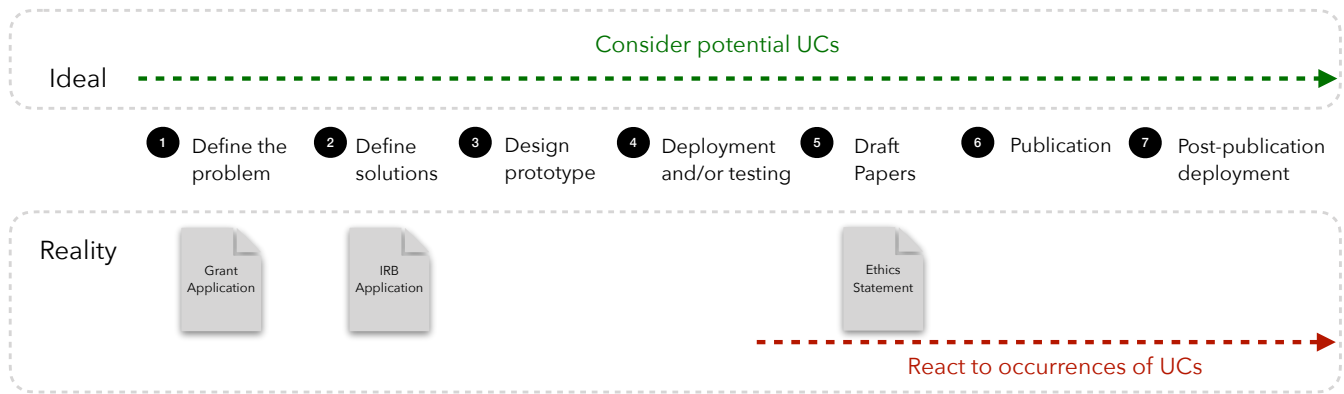 Consider potential UCs
Ideal
1 Define the
problem
2 Define
solutions
3 Design
prototype
4 Deployment
and/or testing
5 Draft
Papers
6 Publication
7 Post-publication
deployment
Reality
Grant
Application
IRB
Application
Ethics
Statement
React to occurrences of UCs